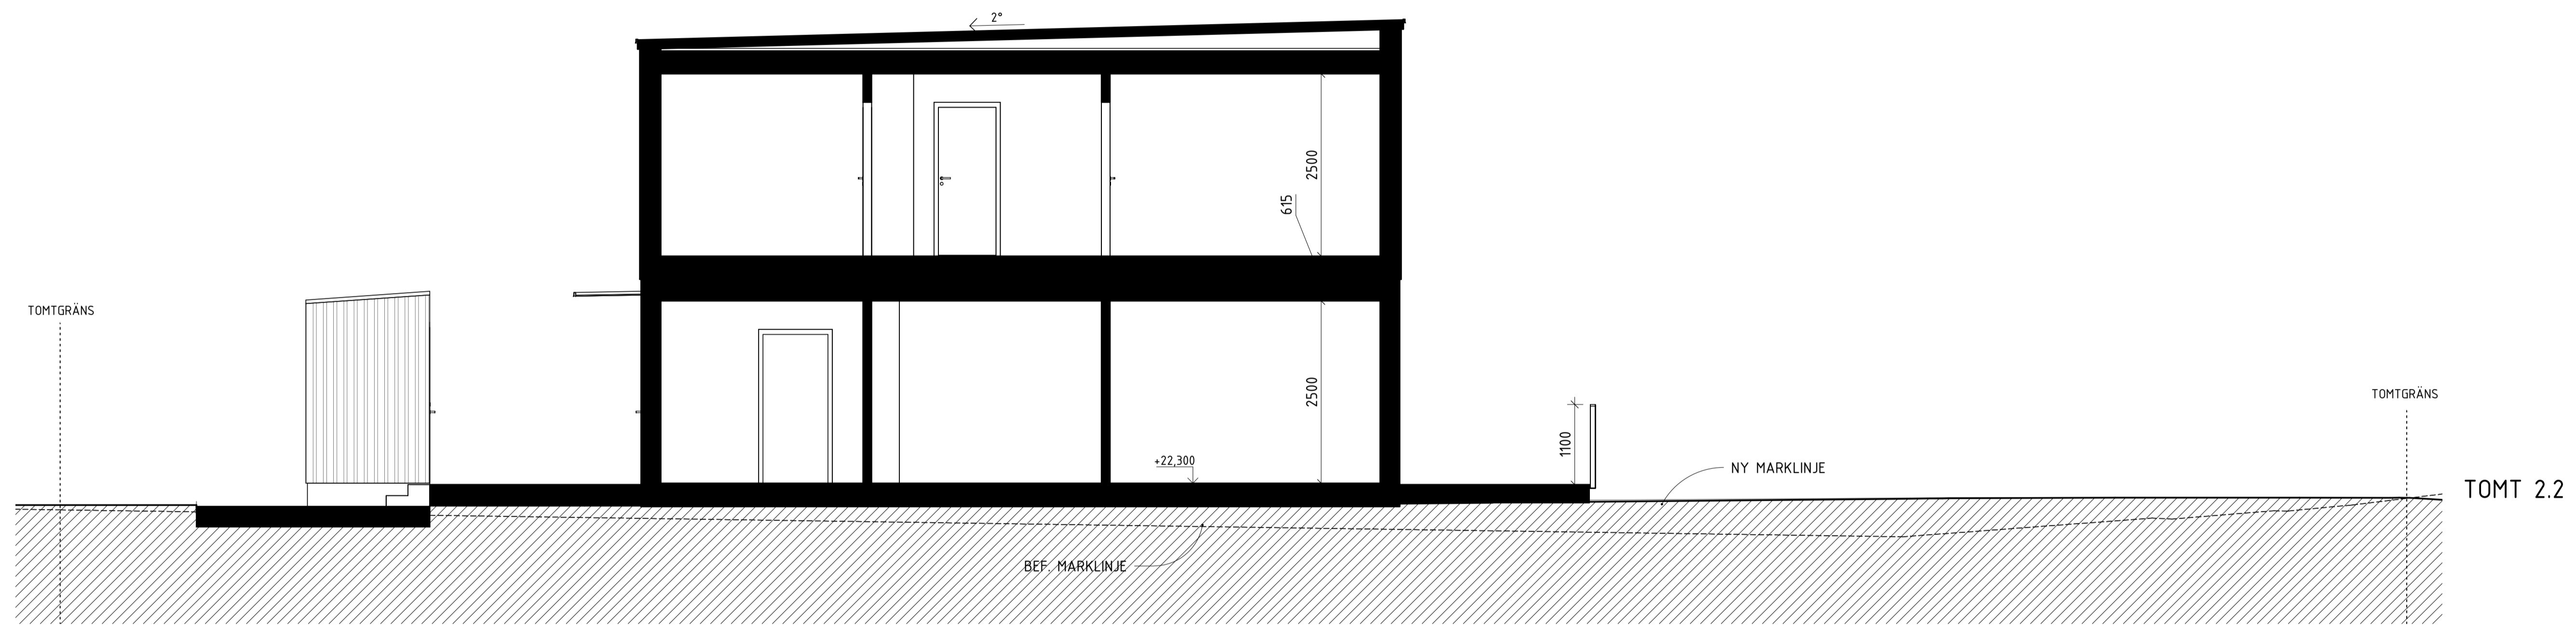 2°
2500
615
TOMTGRÄNS
2500
TOMTGRÄNS
1100
+22,300
NY MARKLINJE
TOMT 2.2
BEF. MARKLINJE